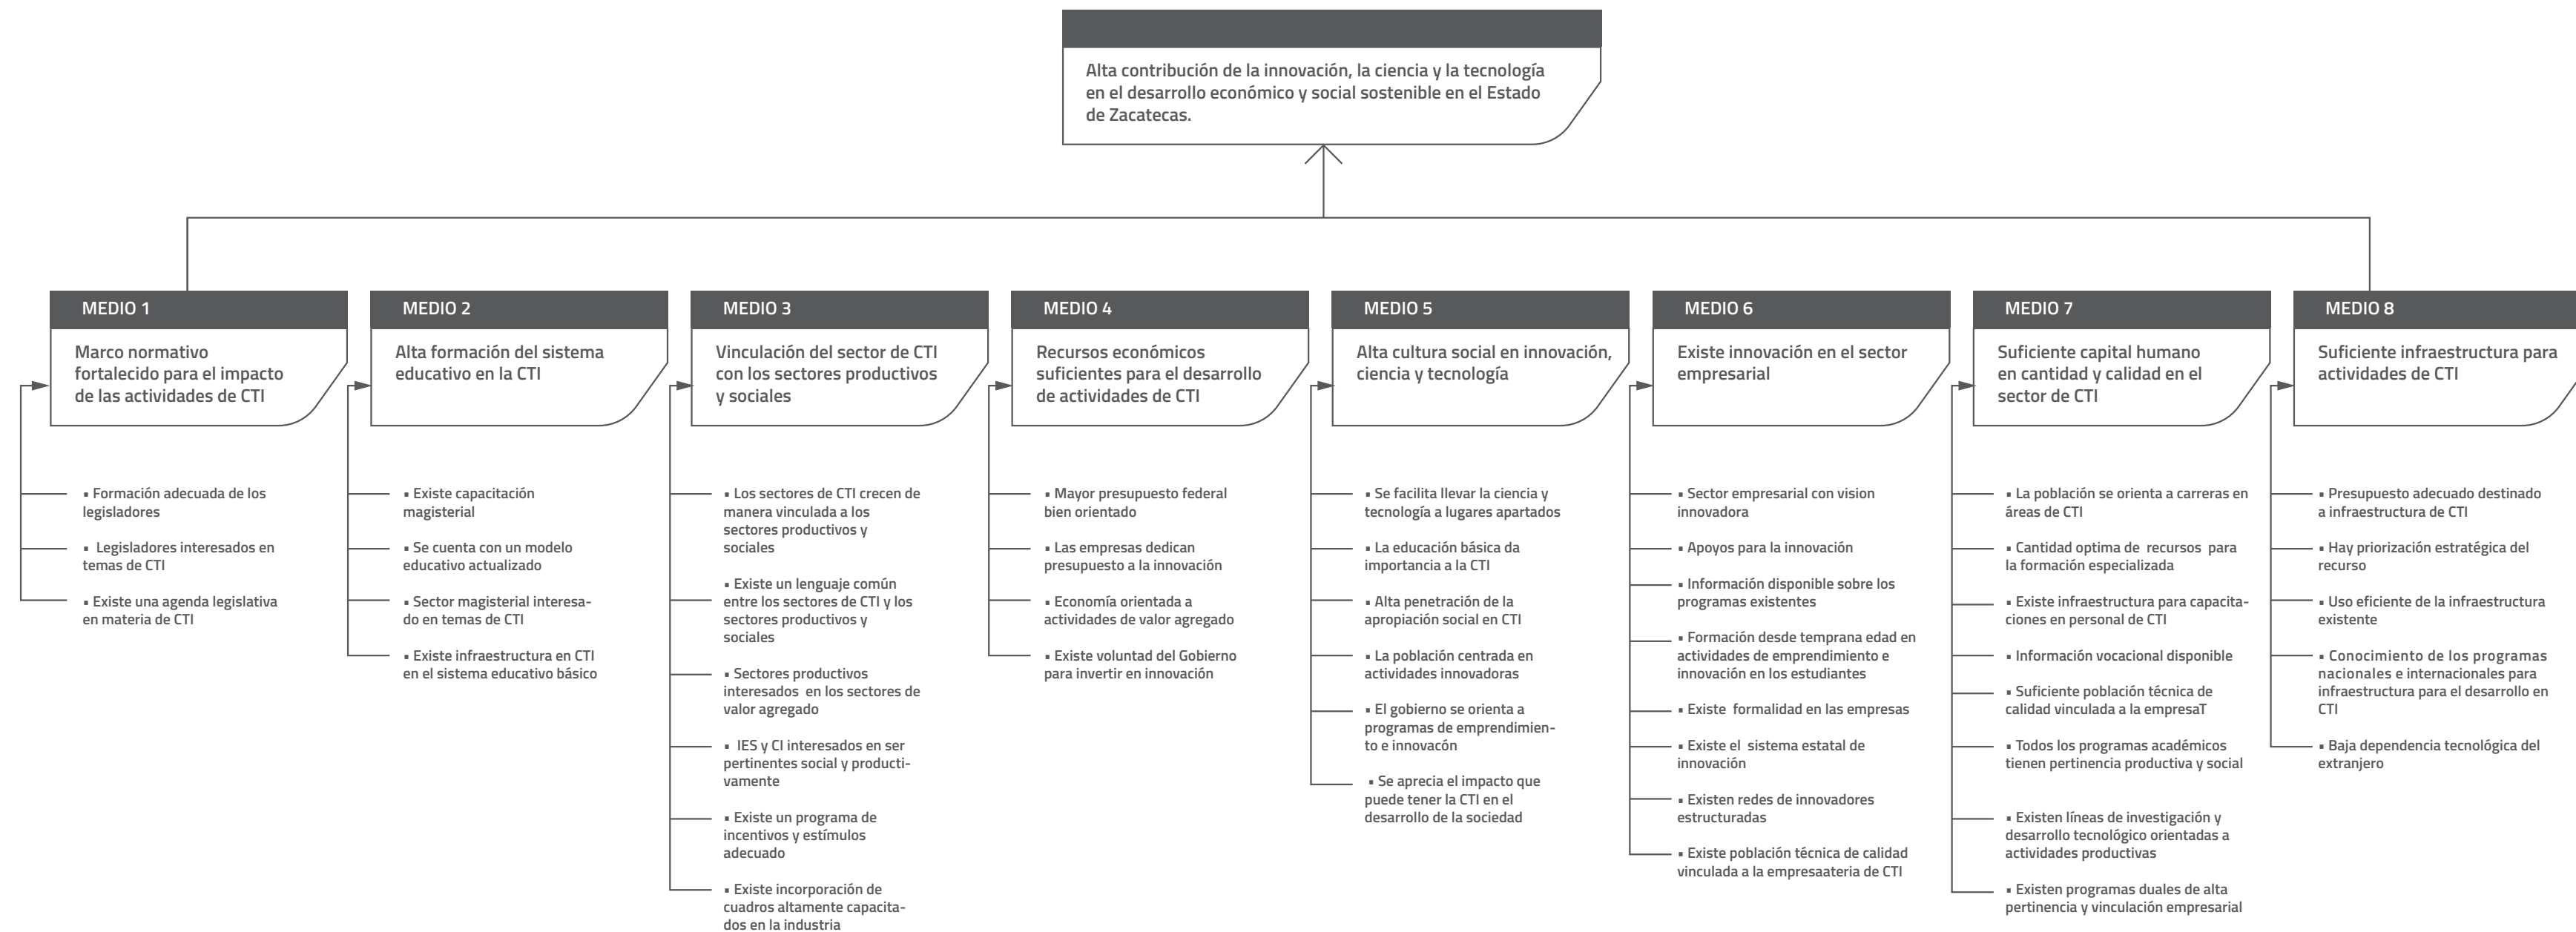 Alta contribución de la innovación, la ciencia y la tecnología
en el desarrollo económico y social sostenible en el Estado
de Zacatecas.
MEDIO 1
Marco normativo
fortalecido para el impacto
de las actividades de CTI
▪ Formación adecuada de los
legisladores
▪ Legisladores interesados en
temas de CTI
▪ Existe una agenda legislativa
en materia de CTI
MEDIO 2
Alta formación del sistema
educativo en la CTI
▪ Existe capacitación
magisterial
▪ Se cuenta con un modelo
educativo actualizado
▪ Sector magisterial interesa-
do en temas de CTI
▪ Existe infraestructura en CTI
en el sistema educativo básico
MEDIO 3
Vinculación del sector de CTI
con los sectores productivos
y sociales
▪ Los sectores de CTI crecen de
manera vinculada a los
sectores productivos y
sociales
▪ Existe un lenguaje común
entre los sectores de CTI y los
sectores productivos y
sociales
▪ Sectores productivos
interesados en los sectores de
valor agregado
▪ IES y CI interesados en ser
pertinentes social y producti-
vamente
▪ Existe un programa de
incentivos y estímulos
adecuado
▪ Existe incorporación de
cuadros altamente capacita-
dos en la industria
MEDIO 4
Recursos económicos
suficientes para el desarrollo
de actividades de CTI
▪ Mayor presupuesto federal
bien orientado
▪ Las empresas dedican
presupuesto a la innovación
▪ Economía orientada a
actividades de valor agregado
▪ Existe voluntad del Gobierno
para invertir en innovación
MEDIO 5
Alta cultura social en innovación,
ciencia y tecnología
▪ Se facilita llevar la ciencia y
tecnología a lugares apartados
▪ La educación básica da
importancia a la CTI
▪ Alta penetración de la
apropiación social en CTI
▪ La población centrada en
actividades innovadoras
▪ El gobierno se orienta a
programas de emprendimien-
to e innovacón
▪ Se aprecia el impacto que
puede tener la CTI en el
desarrollo de la sociedad
MEDIO 6
Existe innovación en el sector
empresarial
▪ Sector empresarial con vision
innovadora
▪ Apoyos para la innovación
▪ Información disponible sobre los
programas existentes
▪ Formación desde temprana edad en
actividades de emprendimiento e
innovación en los estudiantes
▪ Existe formalidad en las empresas
▪ Existe el sistema estatal de
innovación
▪ Existen redes de innovadores
estructuradas
▪ Existe población técnica de calidad
vinculada a la empresaateria de CTI
MEDIO 7
Suficiente capital humano
en cantidad y calidad en el
sector de CTI
▪ La población se orienta a carreras en
áreas de CTI
▪ Cantidad optima de recursos para
la formación especializada
▪ Existe infraestructura para capacita-
ciones en personal de CTI
▪ Información vocacional disponible
▪ Suficiente población técnica de
calidad vinculada a la empresaT
▪ Todos los programas académicos
tienen pertinencia productiva y social
▪ Existen líneas de investigación y
desarrollo tecnológico orientadas a
actividades productivas
▪ Existen programas duales de alta
pertinencia y vinculación empresarial
MEDIO 8
Suficiente infraestructura para
actividades de CTI
▪ Presupuesto adecuado destinado
a infraestructura de CTI
▪ Hay priorización estratégica del
recurso
▪ Uso eficiente de la infraestructura
existente
▪ Conocimiento de los programas
nacionales e internacionales para
infraestructura para el desarrollo en
CTI
▪ Baja dependencia tecnológica del
extranjero